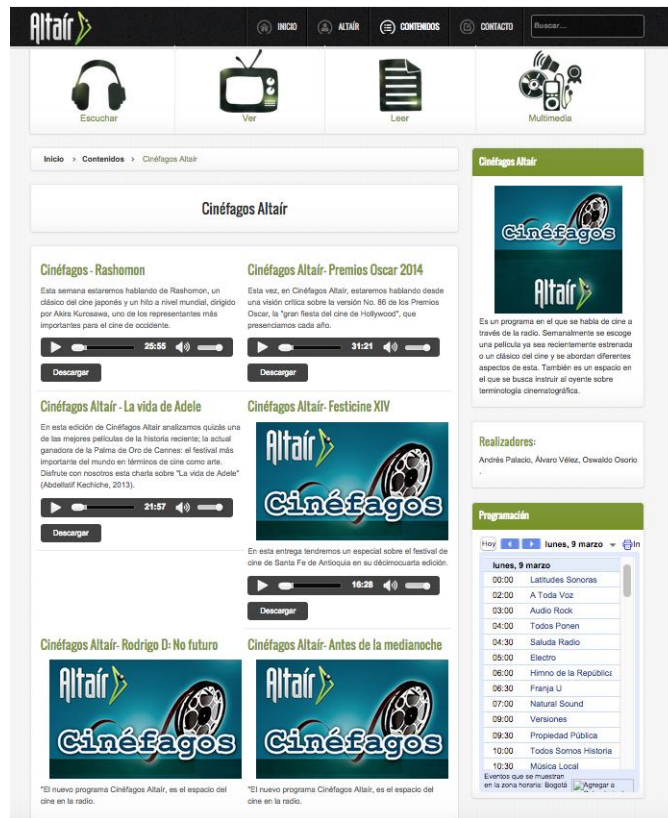 Altaír
INICIO
ALTAÍR
CONTENIDOS
CONTACTO
Buscar...
Escuchar
Ver
Leer
Multimedia
Inicio > Contenidos > Cinéfagos Altaír
Cinéfagos Altaír
Cinéfagos - Rashomon
Esta semana estaremos hablando de Rashomon, un
clásico del cine japonés y un hito a nivel mundial, dirigido
por Akira Kurosawa, uno de los representantes más
importantes para el cine de occidente.
25:55
Descargar
Cinéfagos Altaír- Premios Oscar 2014
Esta vez, en Cinéfagos Altaír, estaremos hablando desde
una visión crítica sobre la versión No. 86 de los Premios
Oscar, la "gran fiesta del cine de Hollywood", que
presenciamos cada año.
31:21
Descargar
Cinéfagos Altaír - La vida de Adele
En esta edición de Cinéfagos Altaír analizamos quizás una
de las mejores películas de la historia reciente; la actual
ganadora de la Palma de Oro de Cannes: el festival más
importante del mundo en términos de cine como arte.
Disfrute con nosotros esta charla sobre "La vida de Adele"
(Abdellatif Kechiche, 2013).
21:57
Descargar
Cinéfagos Altaír- Festicine XIV
Altaír
Cinéfagos
En esta entrega tendremos un especial sobre el festival de
cine de Santa Fe de Antioquia en su décimocuarta edición.
16:28
Descargar
Cinéfagos Altaír- Rodrigo D: No futuro
Altaír
Cinéfagos
"El nuevo programa Cinéfagos Altaír, es el espacio del
cine en la radio.
Cinéfagos Altaír- Antes de la medianoche
Altaír
Cinéfagos
"El nuevo programa Cinéfagos Altaír, es el espacio del
cine en la radio.
Cinéfagos Altaír
Cinéfagos
Altaír
Es un programa en el que se habla de cine a
través de la radio. Semanalmente se escoge
una película ya sea recientemente estrenada
o un clásico del cine y se abordan diferentes
aspectos de esta. También es un espacio en
el que se busca instruir al oyente sobre
terminología cinematográfica.
Realizadores:
Andrés Palacio, Álvaro Vélez, Oswaldo Osorio
.
Programación
Hoy lunes, 9 marzo In
lunes, 9 marzo
00:00 Latitudes Sonoras
02:00 A Toda Voz
03:00 Audio Rock
04:00 Todos Ponen
04:30 Saluda Radio
05:00 Electro
06:00 Himno de la República
06:30 Franja U
07:00 Natural Sound
09:00 Versiones
09:30 Propiedad Pública
10:00 Todos Somos Historia
10:30 Música Local
Eventos que se muestran
en la zona horaria: Bogotá
Agregar a